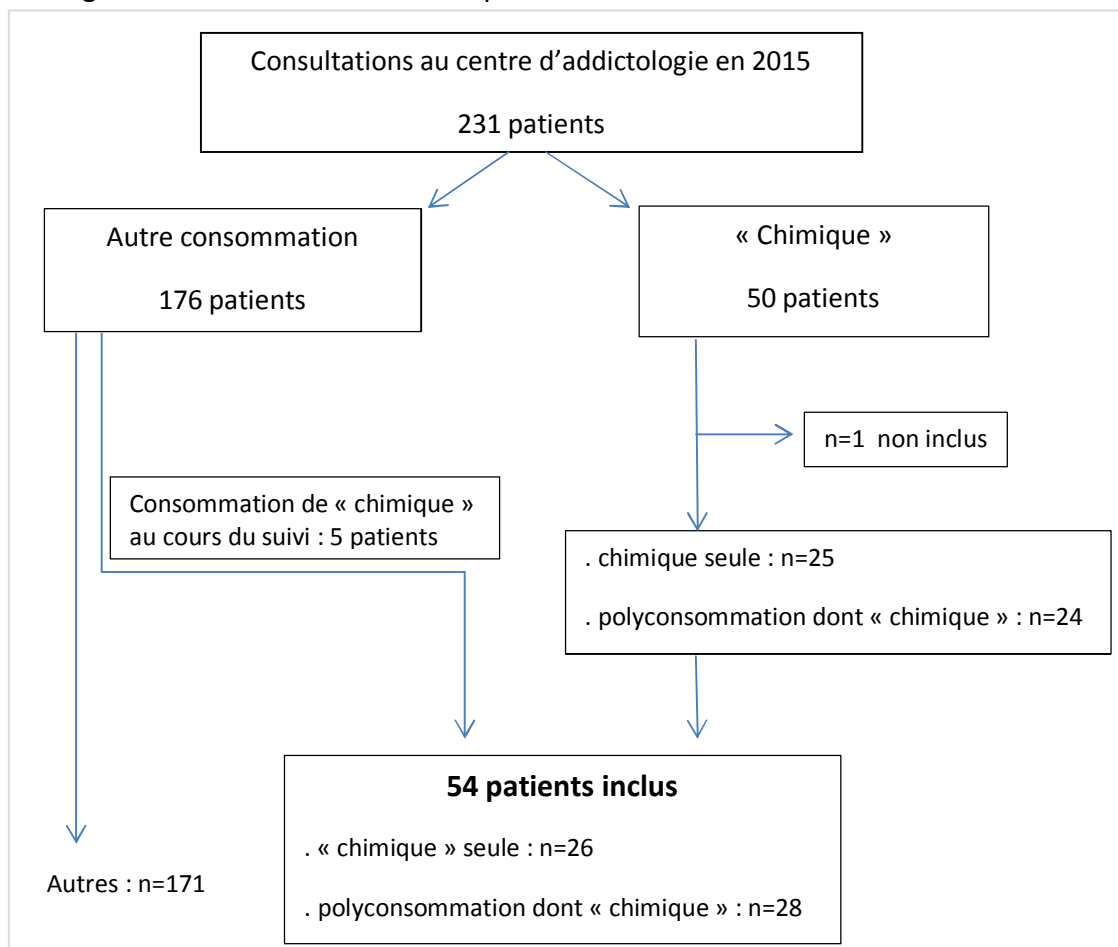 Consultations au centre d’addictologie en 2015
231 patients
Autre consommation
176 patients
« Chimique »
50 patients
n=1 non inclus
Consommation de « chimique »
au cours du suivi : 5 patients
. chimique seule : n=25
. polyconsommation dont « chimique » : n=24
54 patients inclus
. « chimique » seule : n=26
. polyconsommation dont « chimique » : n=28
Autres : n=171